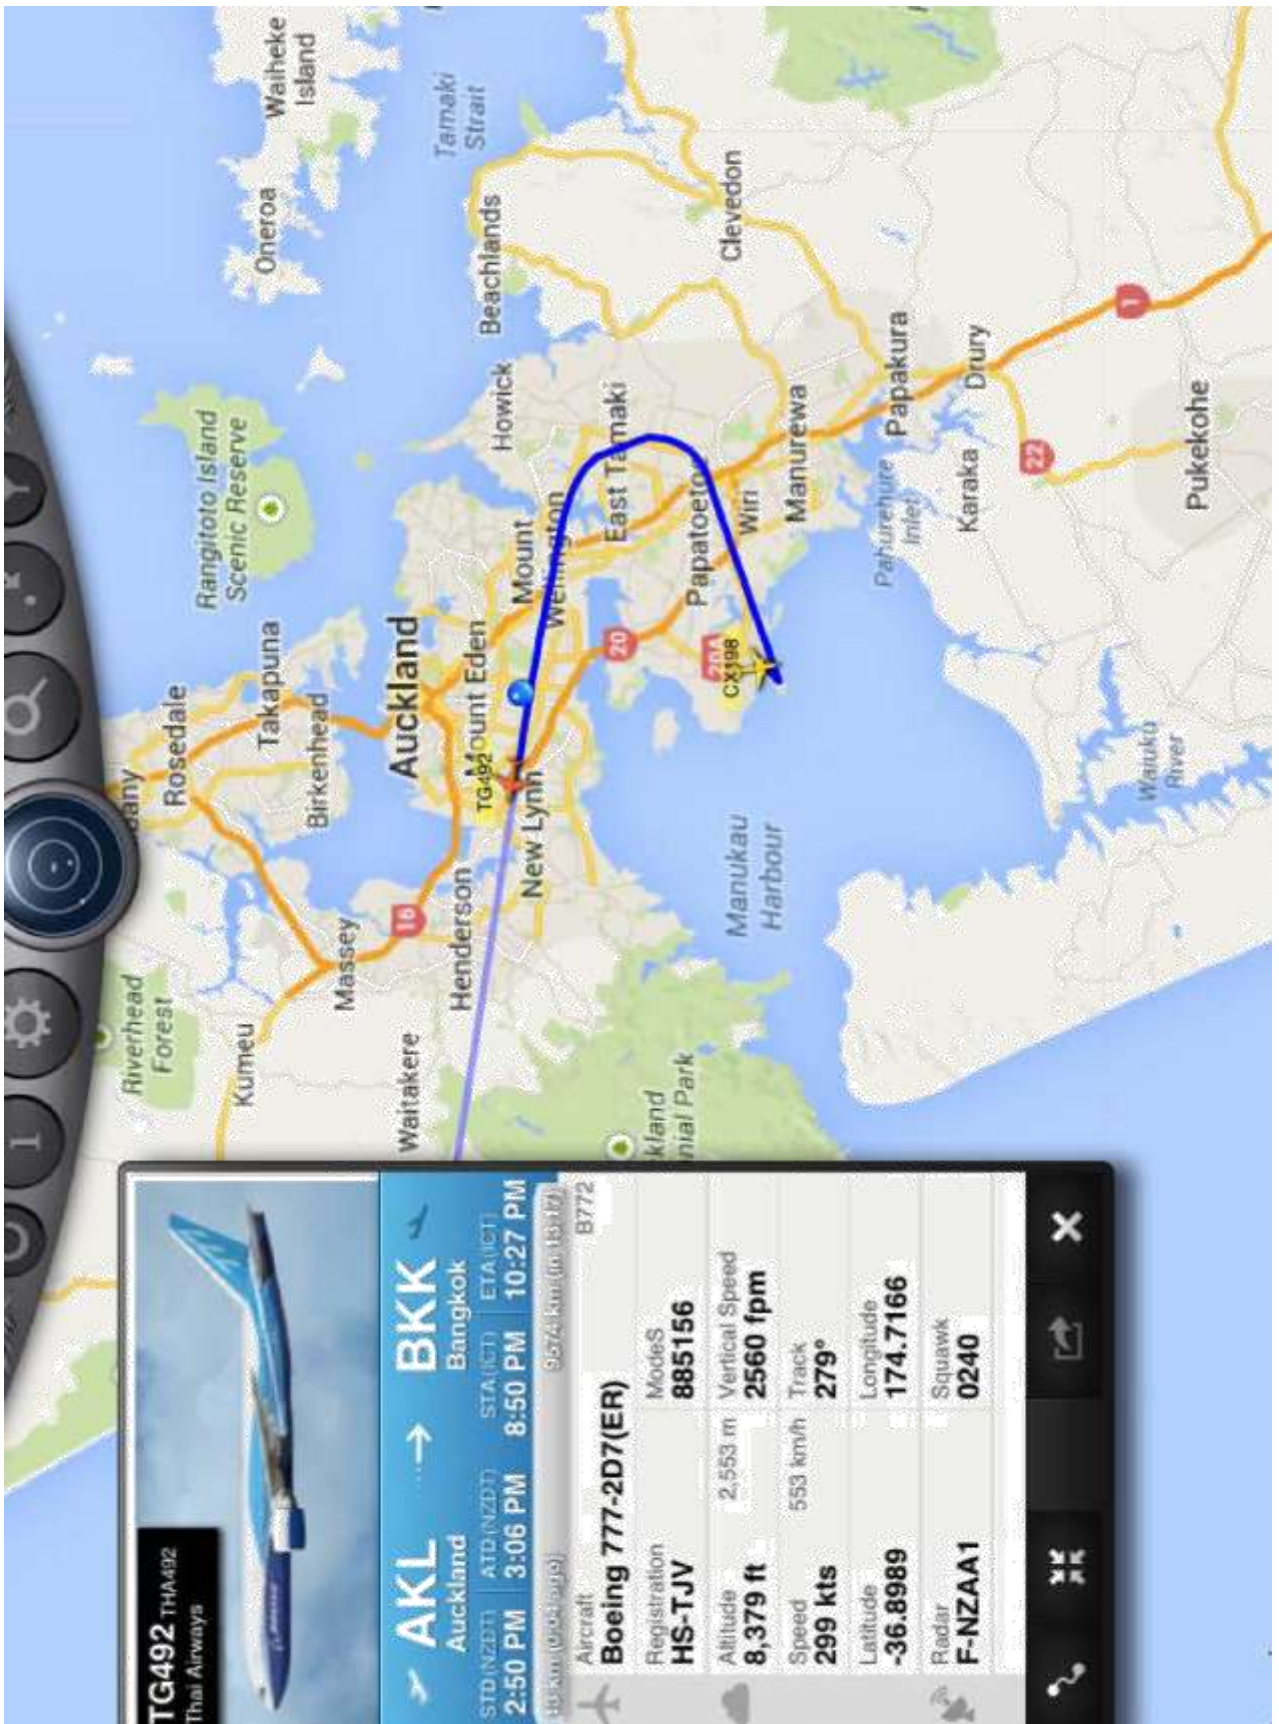 TG492 THA492
Thai Airways
AKL
Auckland
BKK
Bangkok
STD (NZDT)
2:50 PM
ATD (NZDT)
3:06 PM
STA (ICT)
8:50 PM
ETA (ICT)
10:27 PM
Aircraft
B772
Boeing 777-2D7(ER)
Registration
HS-TJV
ModeS
885156
Altitude
8,379 ft
2,553 m
Vertical Speed
2560 fpm
Speed
299 kts
553 km/h
Track
279°
Latitude
-36.8989
Longitude
174.7166
Radar
F-NZAA1
Squawk
0240
Riverhead
Forest
Kumeu
Waitakere
Massey
Henderson
16
New Lynn
Rosedale
Takapuna
Birkenhead
Auckland
Mount Eden
TG492
Rangitoto Island
Scenic Reserve
Oneroa
Waiheke
Island
Tamaki
Strait
Beachlands
Howick
Mount
Wellington
East Tamaki
20
Papatoetoe
20A
CX198
Wiri
Manurewa
Clevedon
Papakura
Pahurehure
Inlet
Karaka
Drury
22
1
Pukekohe
Manukau
Harbour
Waiuku
River